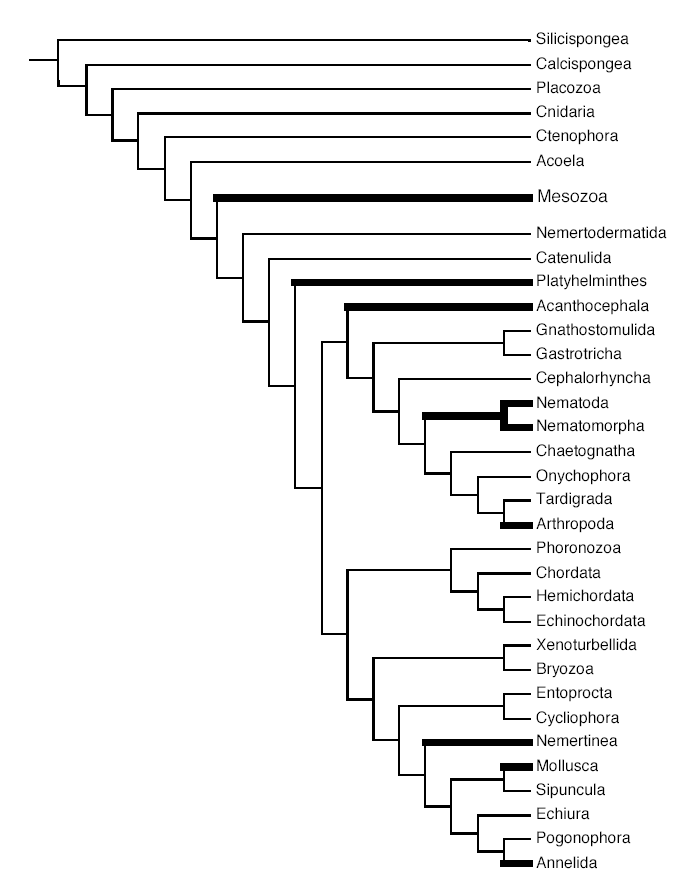 Silicispongea
Calcispongea
Placozoa
Cnidaria
Ctenophora
Acoela
Mesozoa
Nemertodermatida
Catenulida
Platyhelminthes
Acanthocephala
Gnathostomulida
Gastrotricha
Cephalorhyncha
Nematoda
Nematomorpha
Chaetognatha
Onychophora
Tardigrada
Arthropoda
Phoronozoa
Chordata
Hemichordata
Echinochordata
Xenoturbellida
Bryozoa
Entoprocta
Cycliophora
Nemertinea
Mollusca
Sipuncula
Echiura
Pogonophora
Annelida